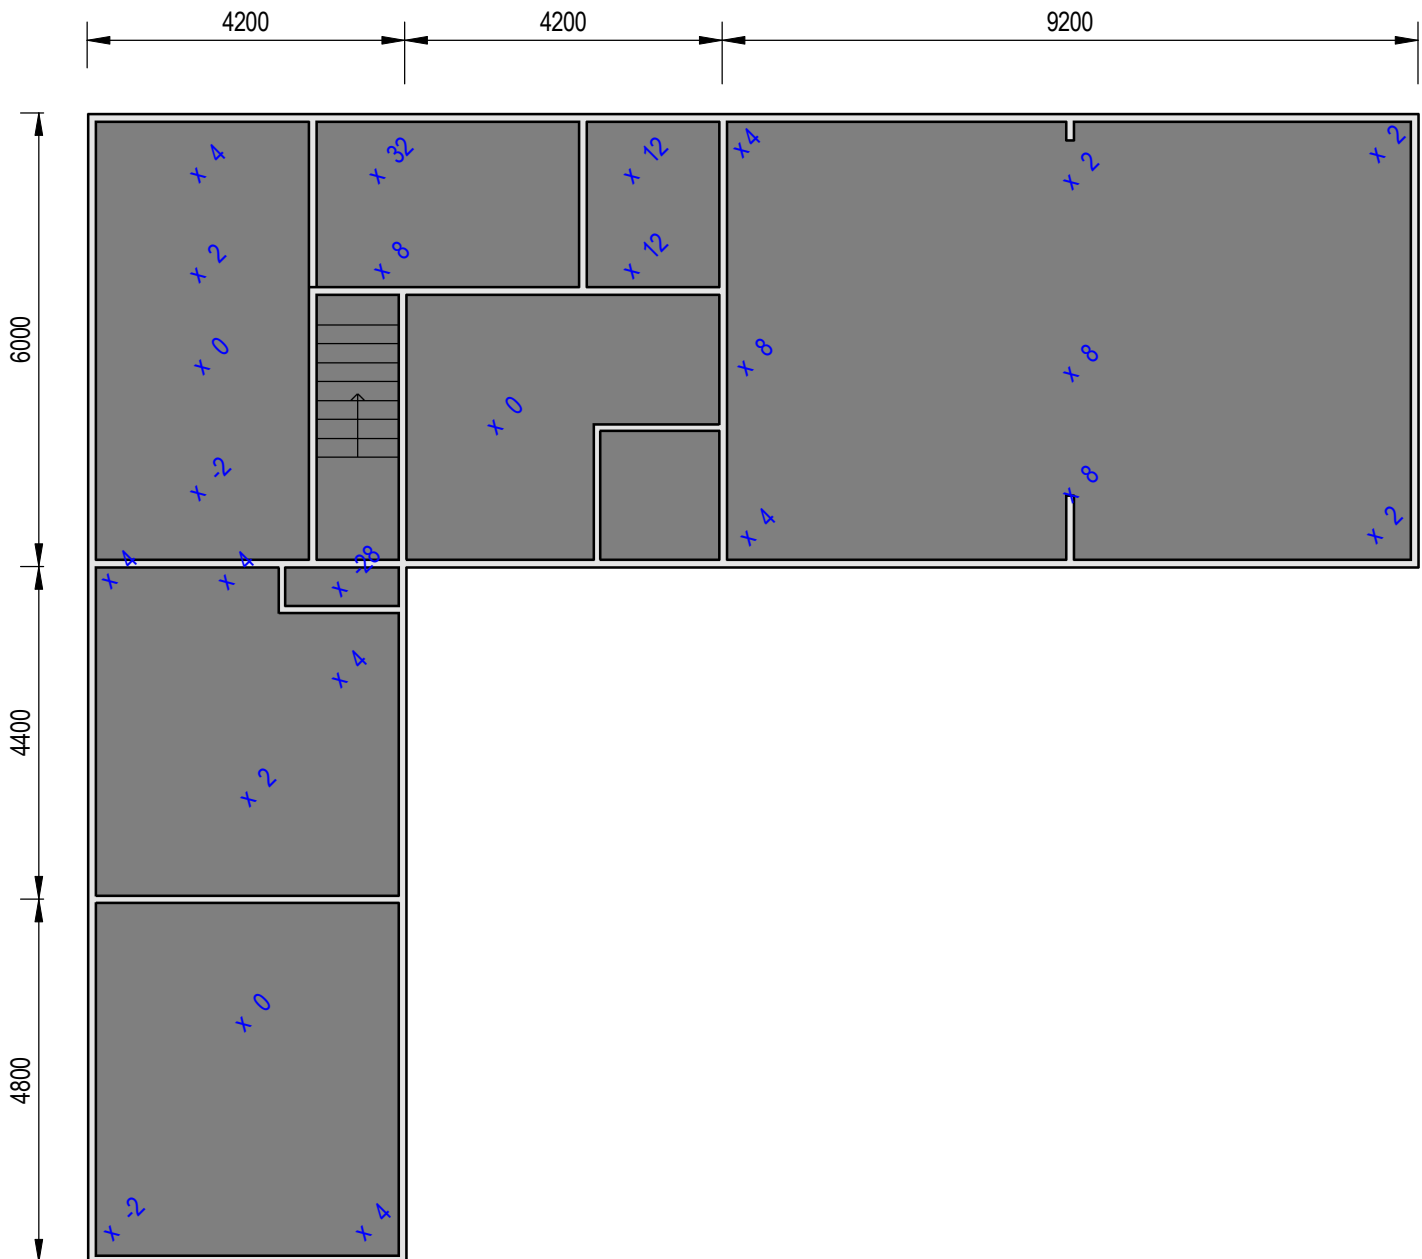 4200 4200 9200
x 4 x 32 x 12 x 4 x 2 x 2
x 2 x 8 x 12
6000
x 0 x 8 x 8
x 0
x -2 x 8
x 4 x 2
x 4 x 4 x -28
x 4
4400
x 2
x 0
4800
x -2 x 4